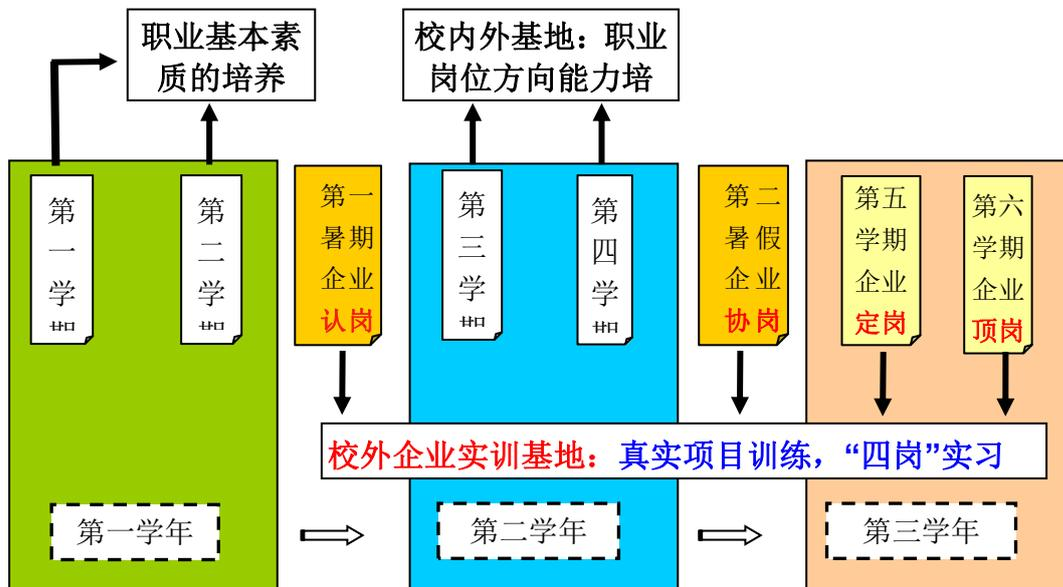 职业基本素
质的培养
校内外基地：职业
岗位方向能力培
第
一
学
期
第
二
学
期
第一
暑期
企业
认岗
第
三
学
期
第
四
学
期
第二
暑假
企业
协岗
第五
学期
企业
定岗
第六
学期
企业
顶岗
校外企业实训基地：真实项目训练，“四岗”实习
第一学年
第二学年
第三学年